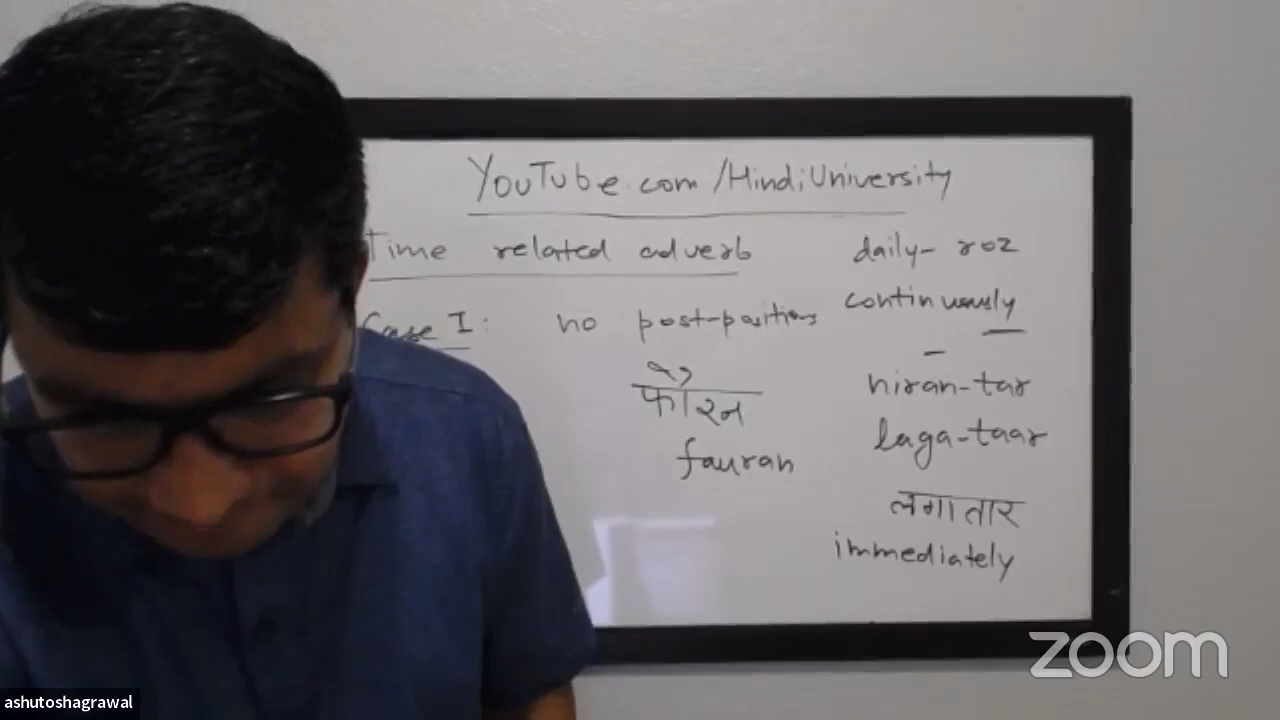 YouTube.com/HindiUniversity
Time related adverb
Case I: no post-positions
फौरन
fauran
daily- roz
continuously
niran-tar
laga-taar
लगातार
immediately
zoom
ashutoshagrawal